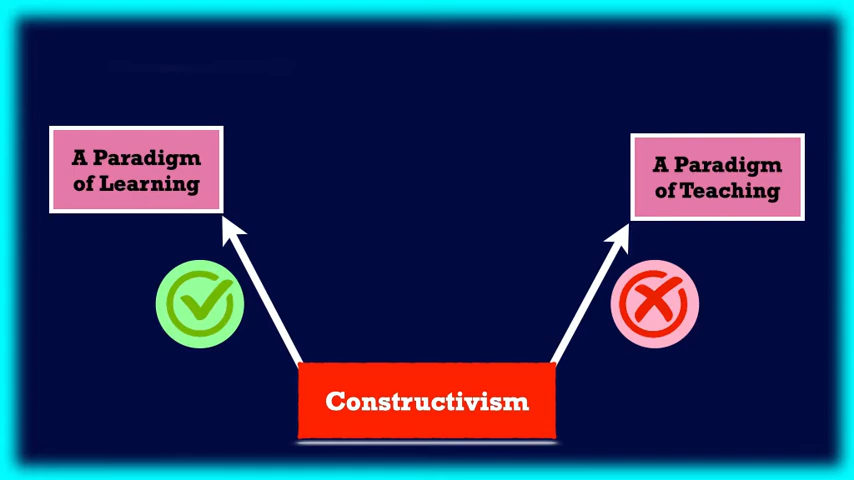 A Paradigm
of Learning
A Paradigm
of Teaching
Constructivism